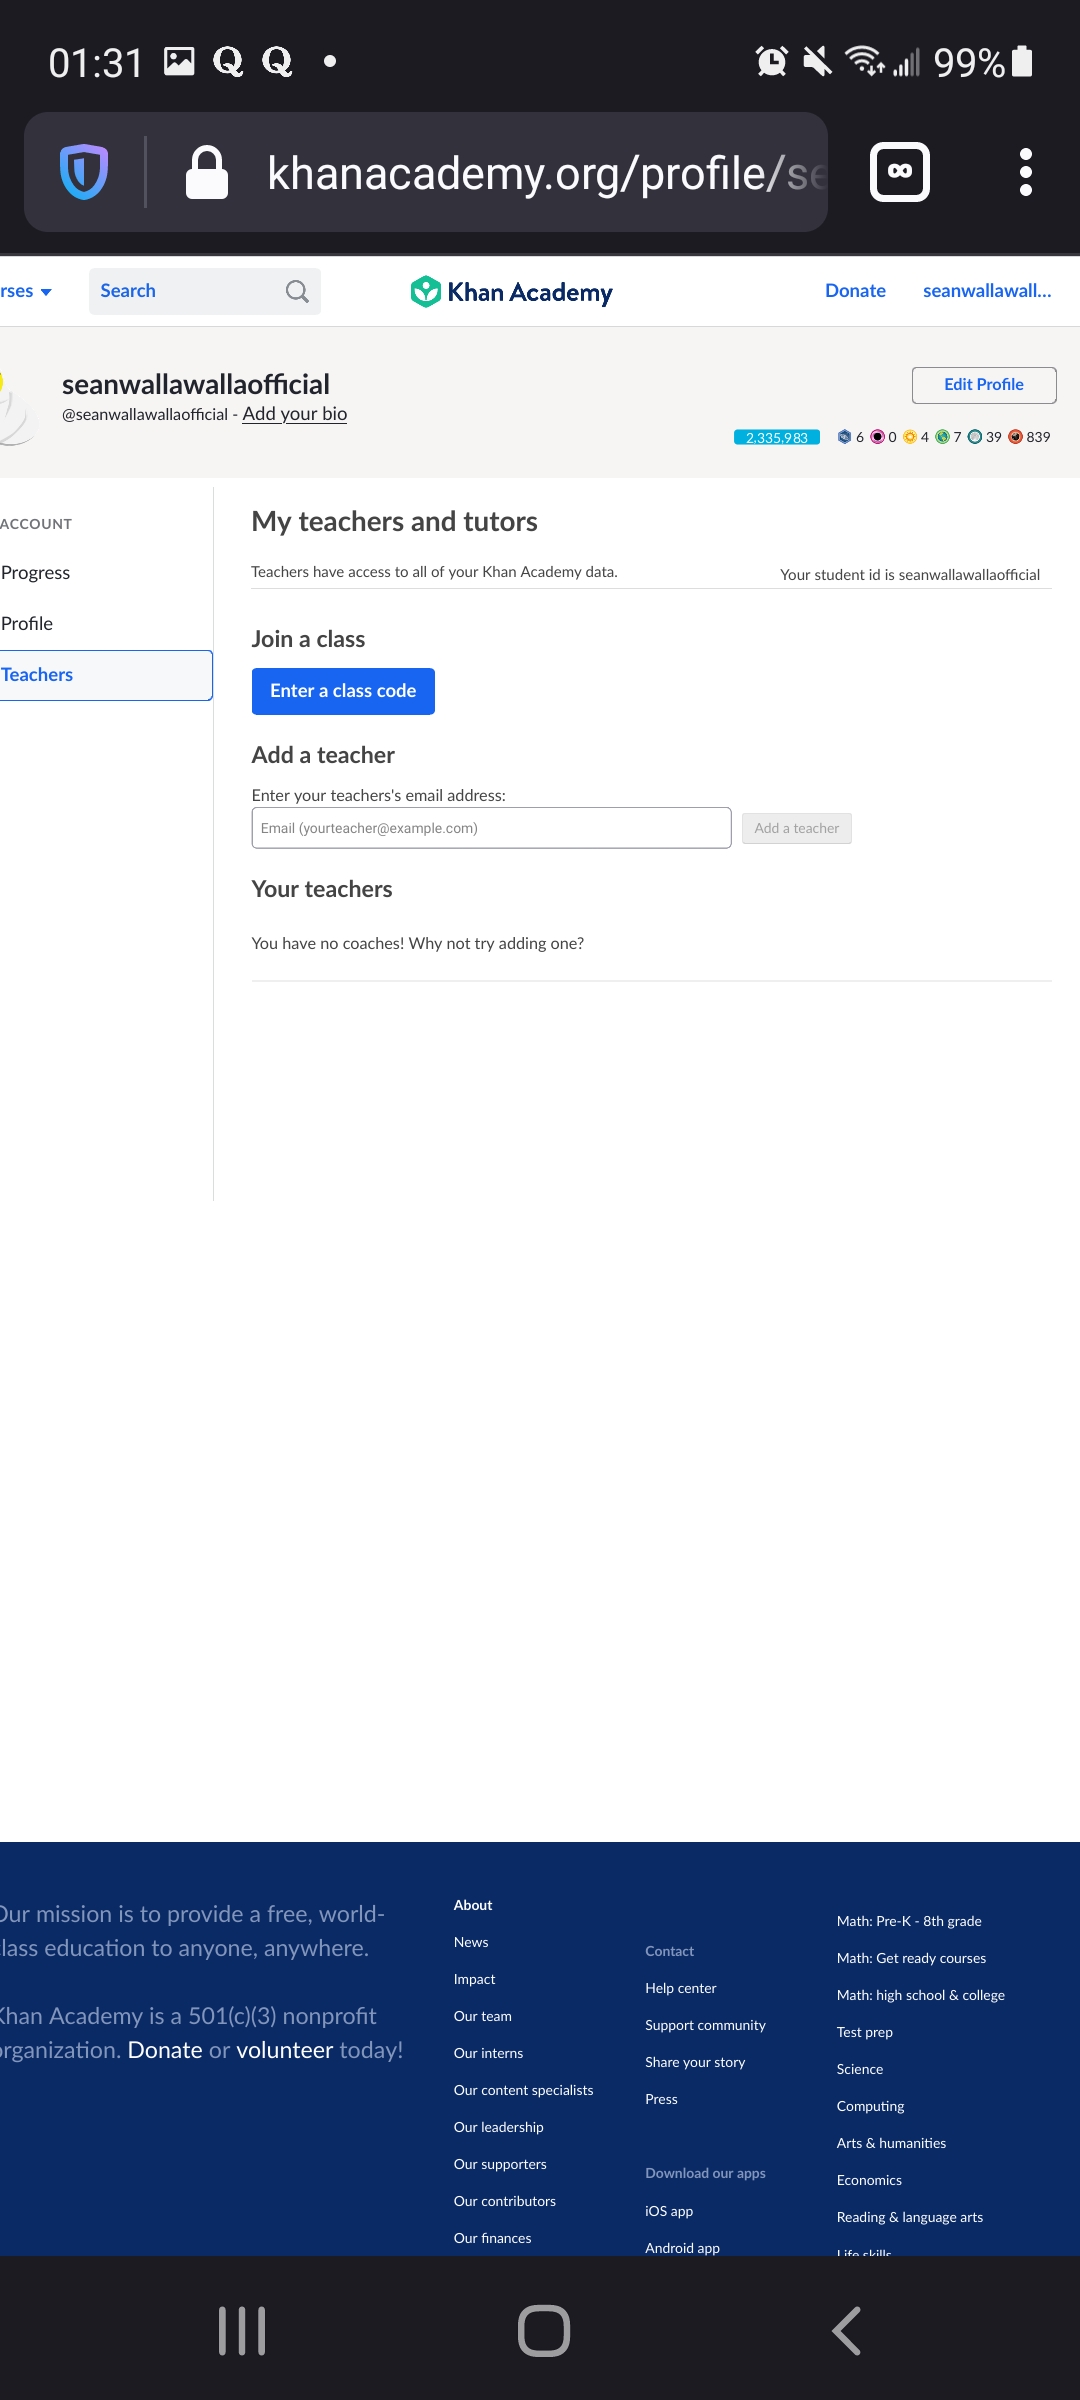 01:31
99%
khanacademy.org/profile/se
rses
Search
Khan Academy
Donate
seanwallawall...
seanwallawallaofficial
@seanwallawallaofficial - Add your bio
Edit Profile
2,335,983 6 0 4 7 39 839
ACCOUNT
Progress
Profile
Teachers
My teachers and tutors
Teachers have access to all of your Khan Academy data.
Your student id is seanwallawallaofficial
Join a class
Enter a class code
Add a teacher
Enter your teachers's email address:
Email (yourteacher@example.com)
Add a teacher
Your teachers
You have no coaches! Why not try adding one?
Our mission is to provide a free, world-
class education to anyone, anywhere.
Khan Academy is a 501(c)(3) nonprofit
organization. Donate or volunteer today!
About
News
Impact
Our team
Our interns
Our content specialists
Our leadership
Our supporters
Our contributors
Our finances
Contact
Help center
Support community
Share your story
Press
Download our apps
iOS app
Android app
Math: Pre-K - 8th grade
Math: Get ready courses
Math: high school & college
Test prep
Science
Computing
Arts & humanities
Economics
Reading & language arts
Life skills